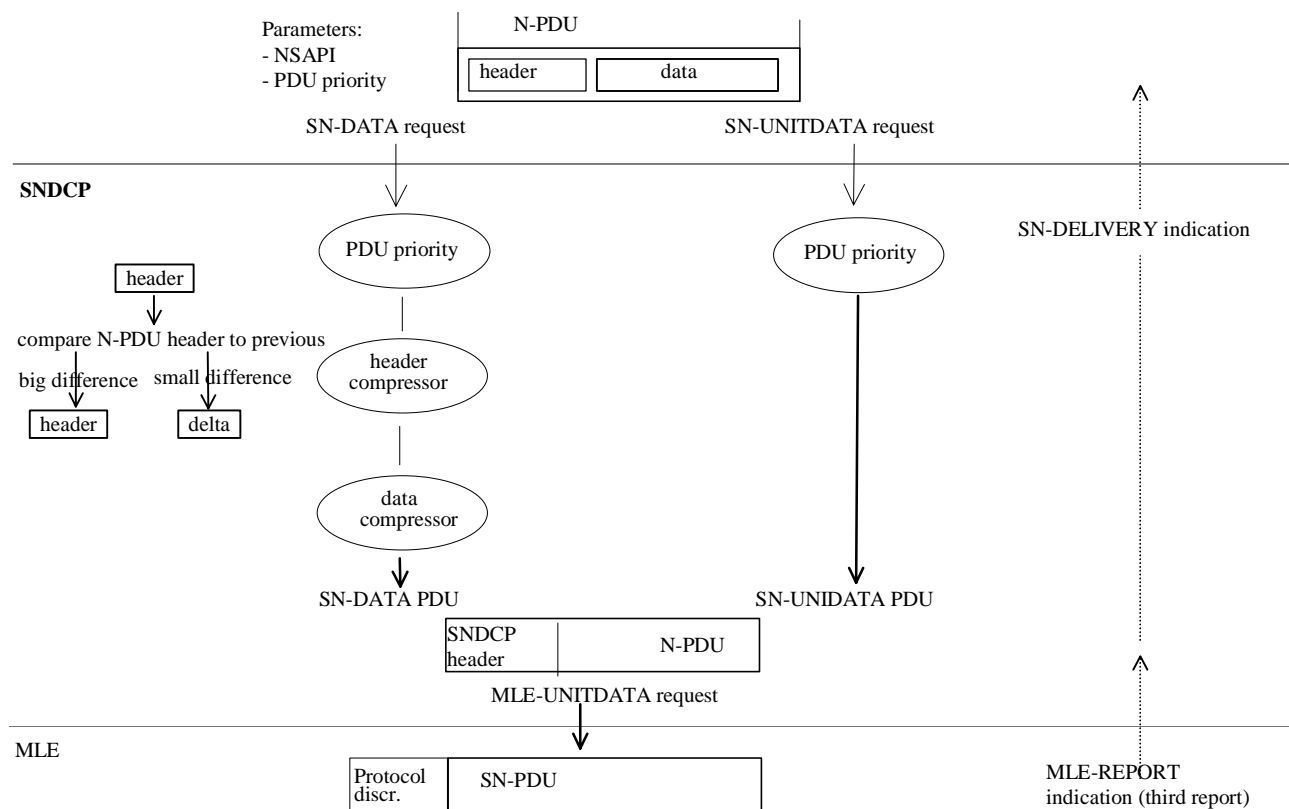 Parameters:
- NSAPI
- PDU priority
N-PDU
header
data
SN-DATA request
SN-UNITDATA request
SNDCP
PDU priority
PDU priority
SN-DELIVERY indication
header
compare N-PDU header to previous
big difference
small difference
header
delta
header
compressor
data
compressor
SN-DATA PDU
SN-UNIDATA PDU
SNDCP
header
N-PDU
MLE-UNITDATA request
MLE
Protocol
discr.
SN-PDU
MLE-REPORT
indication (third report)